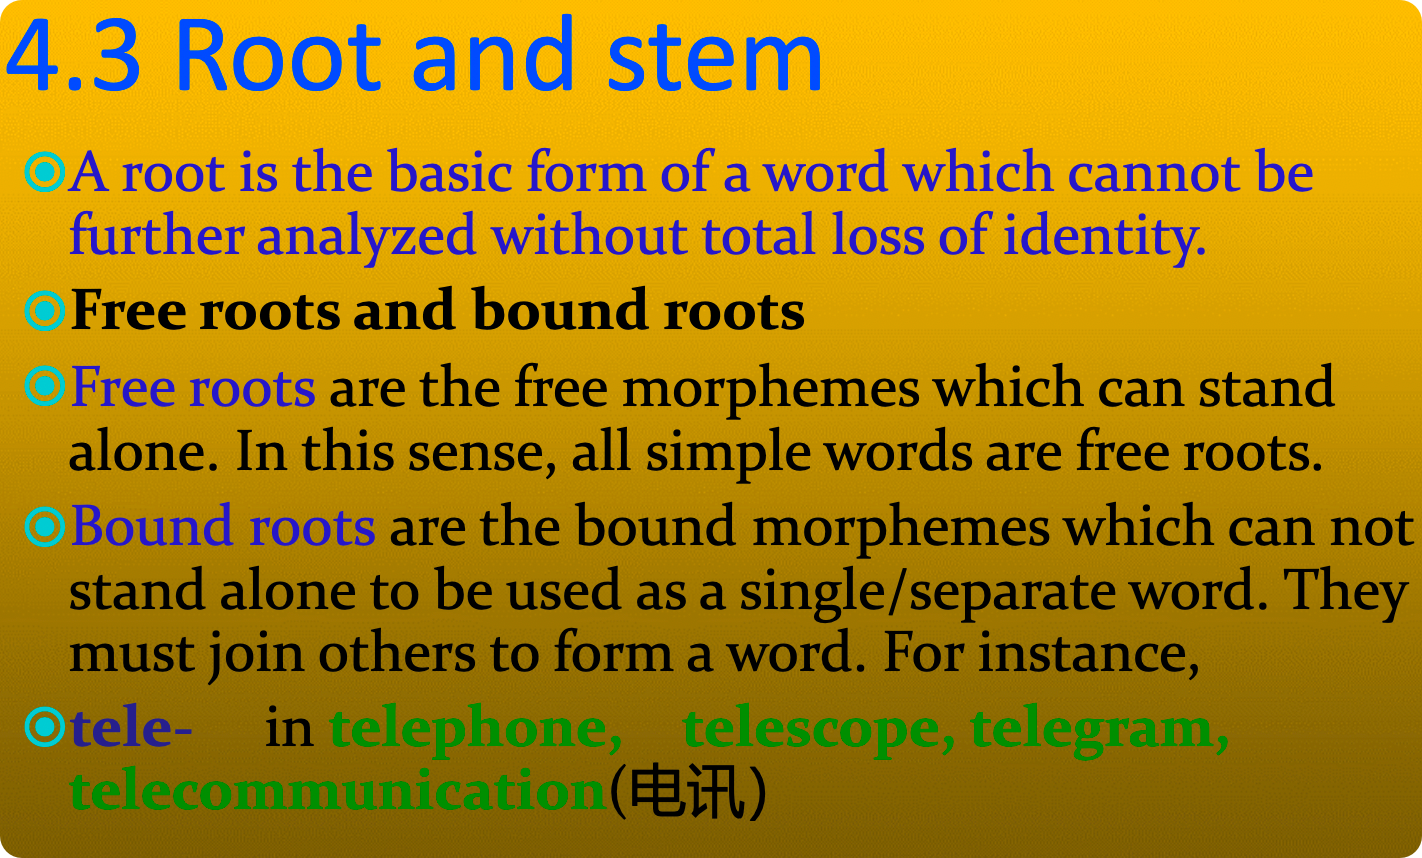 4.3 Root and stem
A root is the basic form of a word which cannot be
further analyzed without total loss of identity.
Free roots and bound roots
Free roots are the free morphemes which can stand
alone. In this sense, all simple words are free roots.
Bound roots are the bound morphemes which can not
stand alone to be used as a single/separate word. They
must join others to form a word. For instance,
tele- in telephone, telescope, telegram,
telecommunication(电讯)